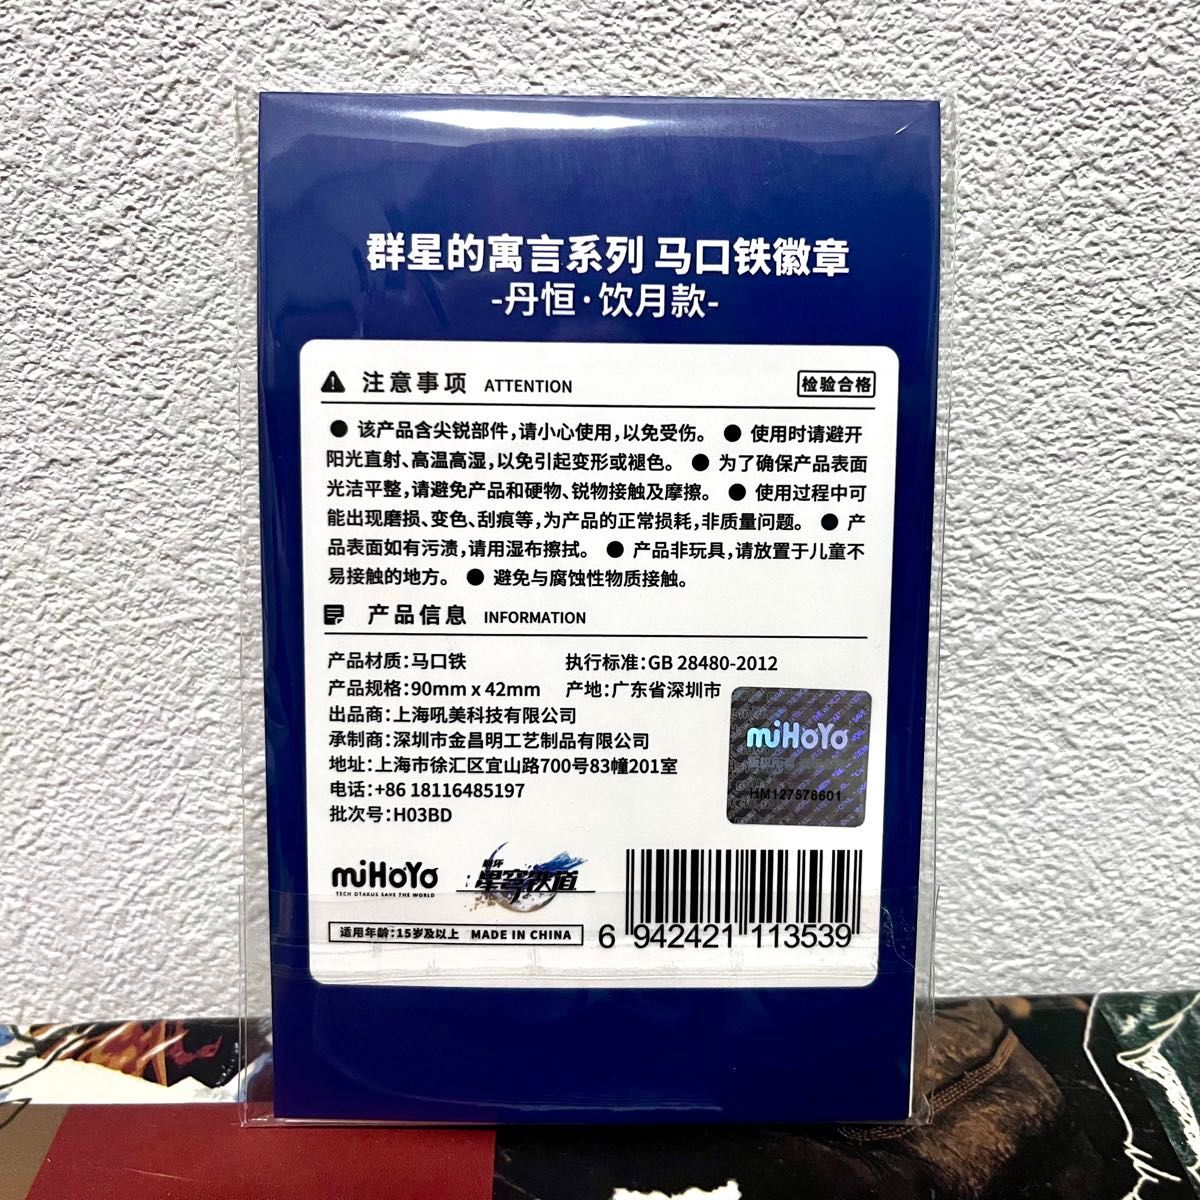 群星的寓言系列 马口铁徽章
-丹恒·饮月款-
注意事项 ATTENTION
检验合格
● 该产品含尖锐部件,请小心使用,以免受伤。 ● 使用时请避开
阳光直射、高温高湿,以免引起变形或褪色。 ● 为了确保产品表面
光洁平整,请避免产品和硬物、锐物接触及摩擦。 ● 使用过程中可
能出现磨损、变色、刮痕等,为产品的正常损耗,非质量问题。 ● 产
品表面如有污渍,请用湿布擦拭。 ● 产品非玩具,请放置于儿童不
易接触的地方。 ● 避免与腐蚀性物质接触。
产品信息 INFORMATION
产品材质:马口铁 执行标准:GB 28480-2012
产品规格:90mm x 42mm 产地:广东省深圳市
出品商:上海吼美科技有限公司
承制商:深圳市金昌明工艺制品有限公司
地址:上海市徐汇区宜山路700号83幢201室
电话:+86 18116485197
批次号:H03BD
miHoYo
HM127578601
miHoYo
TECH OTAKUS SAVE THE WORLD
崩坏
星穹铁道
适用年龄:15岁及以上 MADE IN CHINA
6 942421 113539